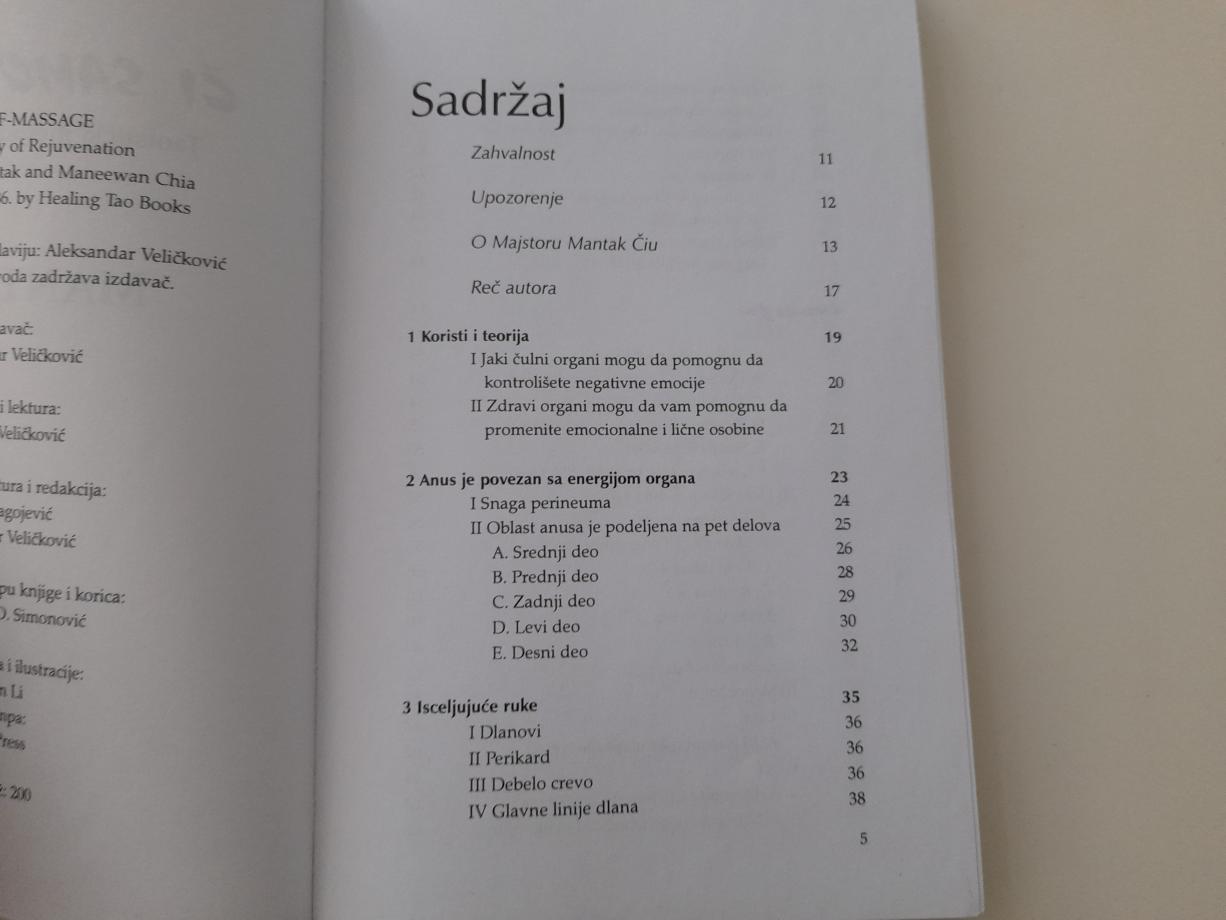 F-MASSAGE
y of Rejuvenation
tak and Maneewan Chia
6. by Healing Tao Books
laviju: Aleksandar Veličković
oda zadržava izdavač.
avač:
r Veličković
i lektura:
Veličković
ura i redakcija:
agojević
r Veličković
pu knjige i korica:
D. Simonović
a i ilustracije:
n Li
mpa:
Press
ž: 200
Sadržaj
Zahvalnost 11
Upozorenje 12
O Majstoru Mantak Čiu 13
Reč autora 17
1 Koristi i teorija 19
I Jaki čulni organi mogu da pomognu da
kontrolišete negativne emocije 20
II Zdravi organi mogu da vam pomognu da
promenite emocionalne i lične osobine 21
2 Anus je povezan sa energijom organa 23
I Snaga perineuma 24
II Oblast anusa je podeljena na pet delova 25
A. Srednji deo 26
B. Prednji deo 28
C. Zadnji deo 29
D. Levi deo 30
E. Desni deo 32
3 Isceljujuće ruke 35
I Dlanovi 36
II Perikard 36
III Debelo crevo 36
IV Glavne linije dlana 38
5